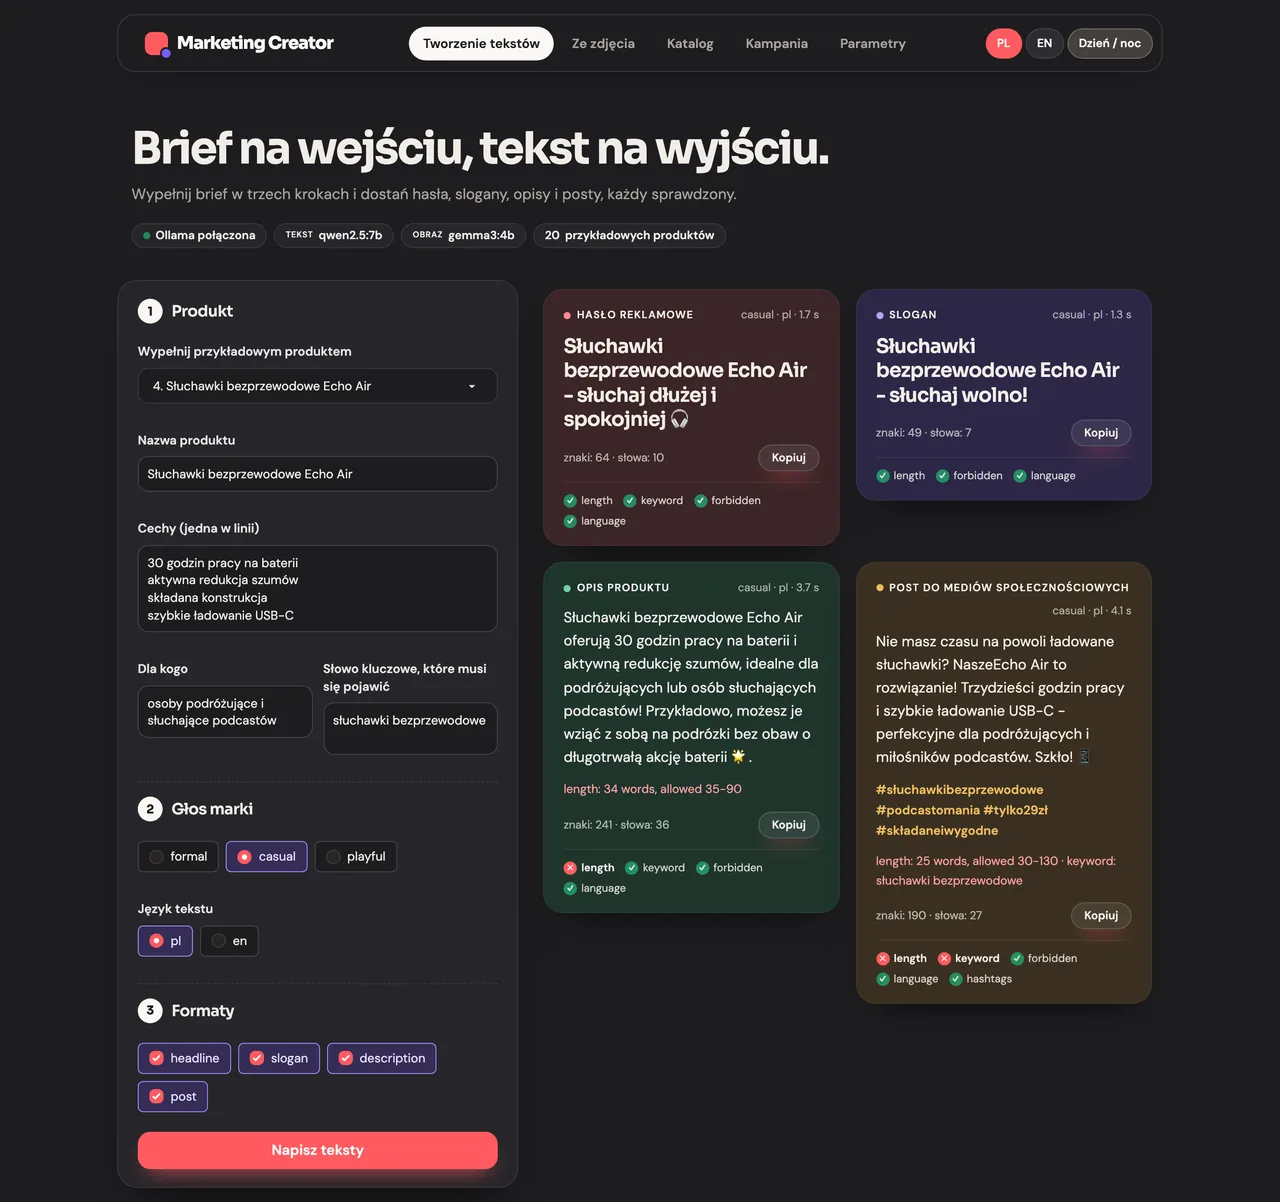 Marketing Creator
Tworzenie tekstów
Ze zdjęcia
Katalog
Kampania
Parametry
PL
EN
Dzień / noc
Brief na wejściu, tekst na wyjściu.
Wypełnij brief w trzech krokach i dostań hasła, slogany, opisy i posty, każdy sprawdzony.
Ollama połączona
TEKST qwen2.5:7b
OBRAZ gemma3:4b
20 przykładowych produktów
1 Produkt
Wypełnij przykładowym produktem
4. Słuchawki bezprzewodowe Echo Air
Nazwa produktu
Słuchawki bezprzewodowe Echo Air
Cechy (jedna w linii)
30 godzin pracy na baterii
aktywna redukcja szumów
składana konstrukcja
szybkie ładowanie USB-C
Dla kogo
osoby podróżujące i
słuchające podcastów
Słowo kluczowe, które musi
się pojawić
słuchawki bezprzewodowe
2 Głos marki
formal
casual
playful
Język tekstu
pl
en
3 Formaty
headline
slogan
description
post
Napisz teksty
HASŁO REKLAMOWE
casual · pl · 1.7 s
Słuchawki
bezprzewodowe Echo Air
- słuchaj dłużej i
spokojniej 🎧
znaki: 64 · słowa: 10
Kopiuj
length
keyword
forbidden
language
SLOGAN
casual · pl · 1.3 s
Słuchawki
bezprzewodowe Echo Air
- słuchaj wolno!
znaki: 49 · słowa: 7
Kopiuj
length
forbidden
language
OPIS PRODUKTU
casual · pl · 3.7 s
Słuchawki bezprzewodowe Echo Air
oferują 30 godzin pracy na baterii i
aktywną redukcję szumów, idealne dla
podróżujących lub osób słuchających
podcastów! Przykładowo, możesz je
wziąć z sobą na podrózki bez obaw o
długotrwałą akcję baterii 🌟 .
length: 34 words, allowed 35-90
znaki: 241 · słowa: 36
Kopiuj
length
keyword
forbidden
language
POST DO MEDIÓW SPOŁECZNOŚCIOWYCH
casual · pl · 4.1 s
Nie masz czasu na powoli ładowane
słuchawki? NaszeEcho Air to
rozwiązanie! Trzydzieści godzin pracy
i szybkie ładowanie USB-C -
perfekcyjne dla podróżujących i
miłośników podcastów. Szkło! 📱
#słuchawkibezprzewodowe
#podcastomania #tylko29zł
#składaneiwygodne
length: 25 words, allowed 30-130 · keyword:
słuchawki bezprzewodowe
znaki: 190 · słowa: 27
Kopiuj
length
keyword
forbidden
language
hashtags